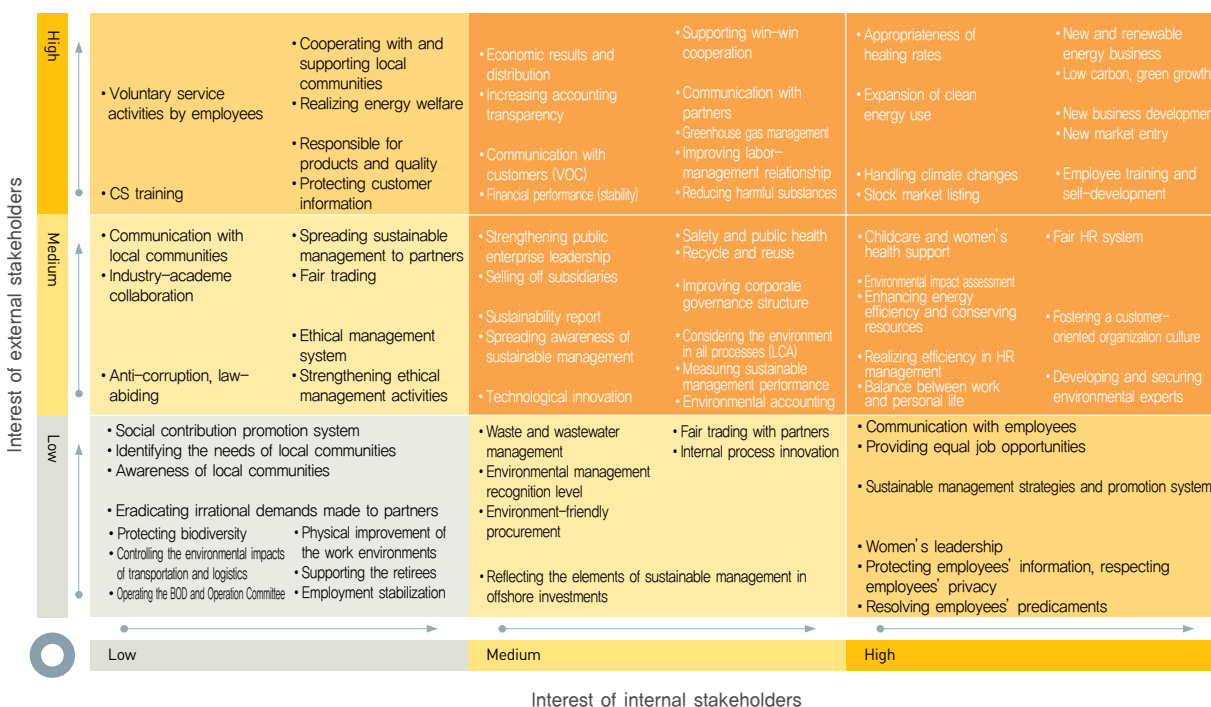 Interest of external stakeholders
High
• Voluntary service
activities by employees
• CS training
• Cooperating with and
supporting local
communities
• Realizing energy welfare
• Responsible for
products and quality
• Protecting customer
information
• Economic results and
distribution
• Increasing accounting
transparency
• Communication with
customers (VOC)
• Financial performance (stability)
• Supporting win-win
cooperation
• Communication with
partners
• Greenhouse gas management
• Improving labor-
management relationship
• Reducing harmful substances
• Appropriateness of
heating rates
• Expansion of clean
energy use
• Handling climate changes
• Stock market listing
• New and renewable
energy business
• Low carbon, green growth
• New business developmen
• New market entry
• Employee training and
self-development
Medium
• Communication with
local communities
• Industry-academe
collaboration
• Anti-corruption, law-
abiding
• Spreading sustainable
management to partners
• Fair trading
• Ethical management
system
• Strengthening ethical
management activities
• Strengthening public
enterprise leadership
• Selling off subsidiaries
• Sustainability report
• Spreading awareness of
sustainable management
• Technological innovation
• Safety and public health
• Recycle and reuse
• Improving corporate
governance structure
• Considering the environment
in all processes (LCA)
• Measuring sustainable
management performance
• Environmental accounting
• Childcare and women's
health support
• Environmental impact assessment
• Enhancing energy
efficiency and conserving
resources
• Realizing efficiency in HR
management
• Balance between work
and personal life
• Fair HR system
• Fostering a customer-
oriented organization culture
• Developing and securing
environmental experts
Low
• Social contribution promotion system
• Identifying the needs of local communities
• Awareness of local communities
• Eradicating irrational demands made to partners
• Protecting biodiversity
• Controlling the environmental impacts
of transportation and logistics
• Operating the BOD and Operation Committee
• Physical improvement of
the work environments
• Supporting the retirees
• Employment stabilization
• Waste and wastewater
management
• Environmental management
recognition level
• Environment-friendly
procurement
• Reflecting the elements of sustainable management in
offshore investments
• Fair trading with partners
• Internal process innovation
• Communication with employees
• Providing equal job opportunities
• Sustainable management strategies and promotion system
• Women's leadership
• Protecting employees' information, respecting
employees' privacy
• Resolving employees' predicaments
Low
Medium
High
Interest of internal stakeholders